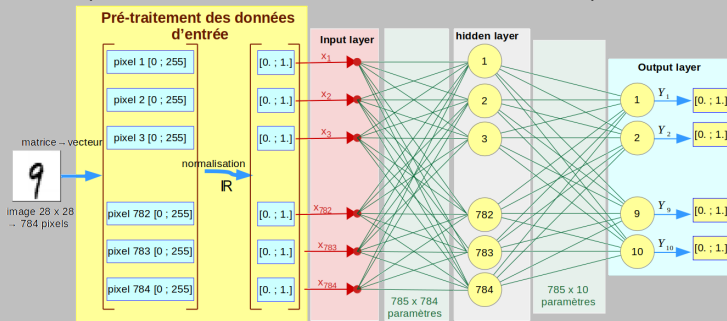 Pré-traitement des données
d'entrée
Input layer
hidden layer
Output layer
matrice→vecteur
image 28 x 28
→ 784 pixels
pixel 1 [0 ; 255]
pixel 2 [0 ; 255]
pixel 3 [0 ; 255]
pixel 782 [0 ; 255]
pixel 783 [0 ; 255]
pixel 784 [0 ; 255]
normalisation
IR
[0. ; 1.]
[0. ; 1.]
[0. ; 1.]
[0. ; 1.]
[0. ; 1.]
[0. ; 1.]
x1
x2
x3
x782
x783
x784
785 x 784
paramètres
1
2
3
782
783
784
785 x 10
paramètres
1
2
9
10
Y1
Y2
Y9
Y10
[0. ; 1.]
[0. ; 1.]
[0. ; 1.]
[0. ; 1.]
9